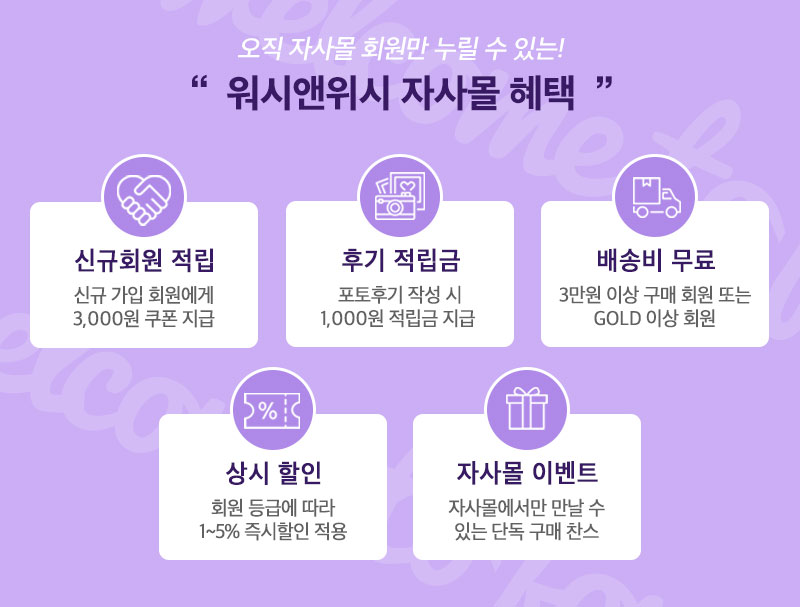 오직 자사몰 회원만 누릴 수 있는!
“ 워시앤위시 자사몰 혜택 ”
신규회원 적립
신규 가입 회원에게
3,000원 쿠폰 지급
후기 적립금
포토후기 작성 시
1,000원 적립금 지급
배송비 무료
3만원 이상 구매 회원 또는
GOLD 이상 회원
%
상시 할인
회원 등급에 따라
1~5% 즉시할인 적용
자사몰 이벤트
자사몰에서만 만날 수
있는 단독 구매 찬스